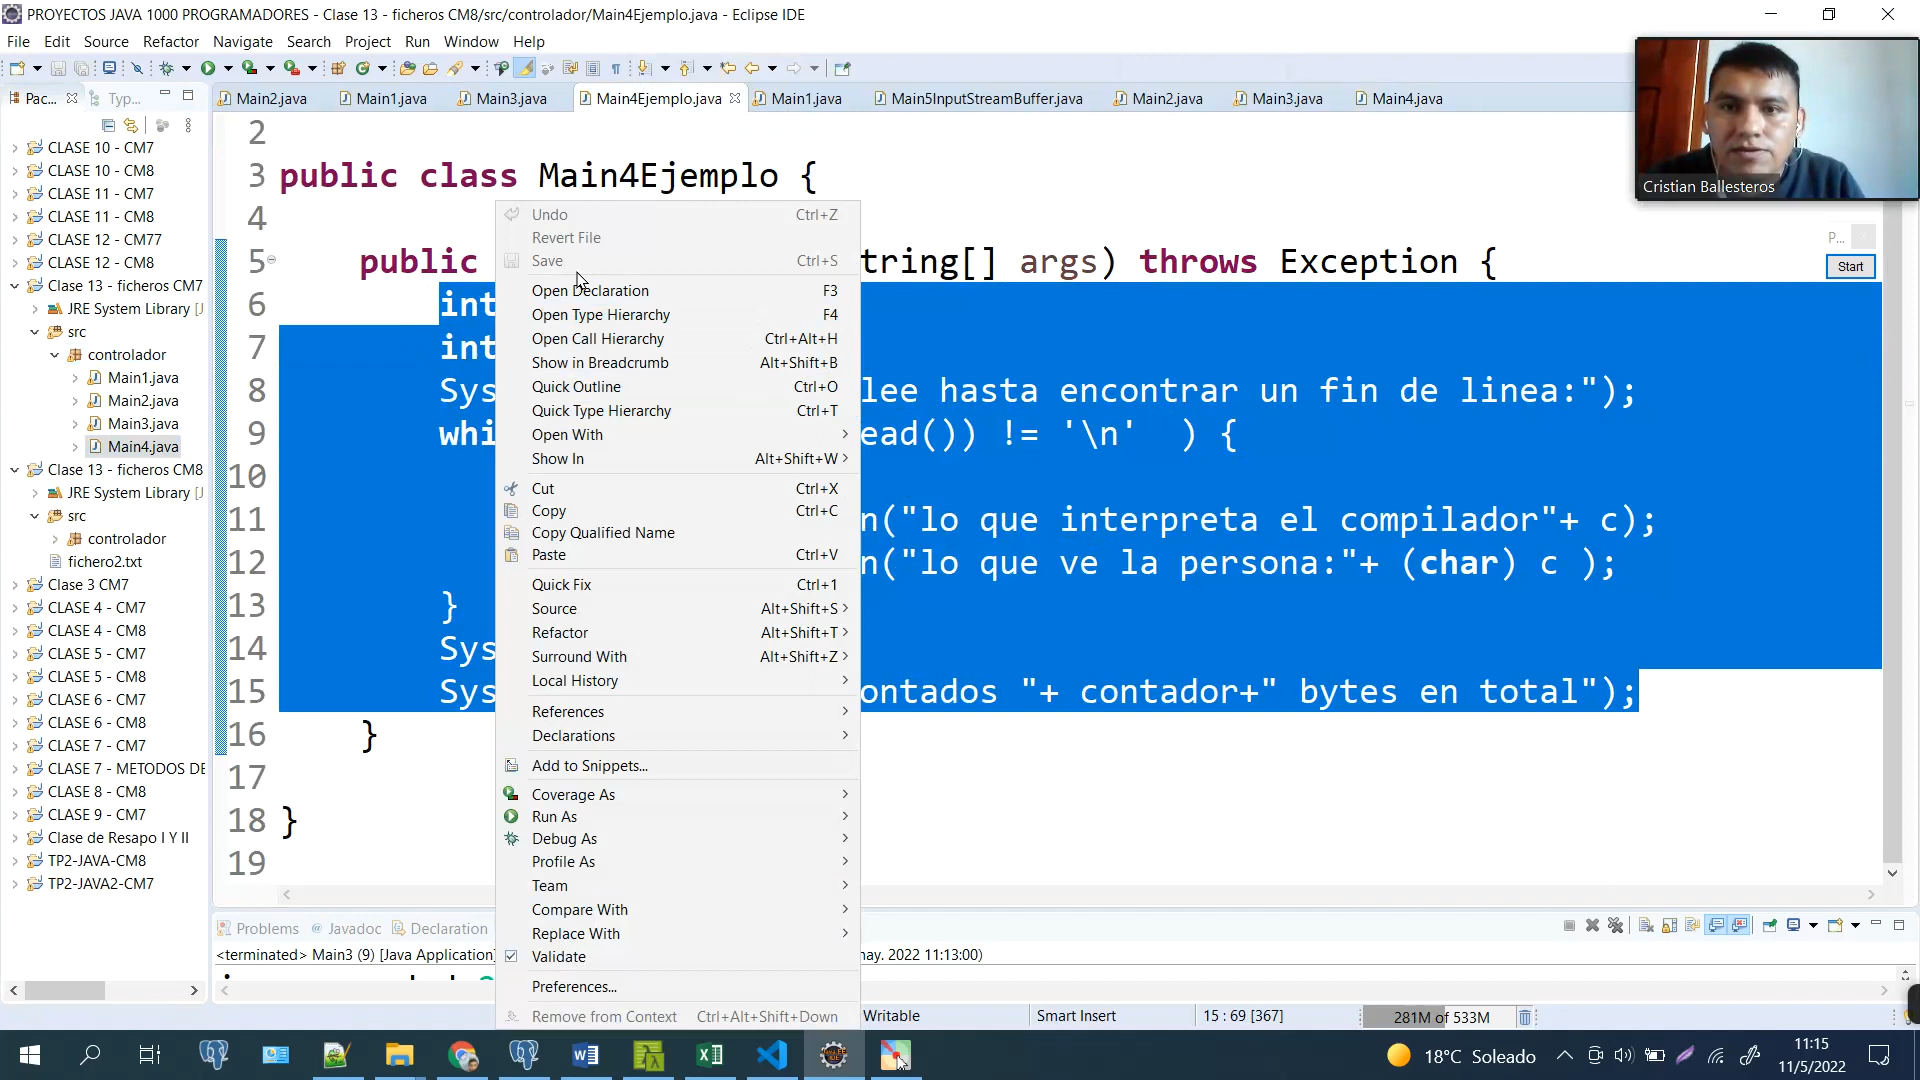 PROYECTOS JAVA 1000 PROGRAMADORES - Clase 13 - ficheros CM8/src/controlador/Main4Ejemplo.java - Eclipse IDE
File Edit Source Refactor Navigate Search Project Run Window Help
Pac... Typ...
Main2.java Main1.java Main3.java Main4Ejemplo.java Main1.java Main5InputStreamBuffer.java Main2.java Main3.java Main4.java
Cristian Ballesteros
P...
Start
CLASE 10 - CM7
CLASE 10 - CM8
CLASE 11 - CM7
CLASE 11 - CM8
CLASE 12 - CM77
CLASE 12 - CM8
Clase 13 - ficheros CM7
JRE System Library [J
src
controlador
Main1.java
Main2.java
Main3.java
Main4.java
Clase 13 - ficheros CM8
JRE System Library [J
src
controlador
fichero2.txt
Clase 3 CM7
CLASE 4 - CM7
CLASE 4 - CM8
CLASE 5 - CM7
CLASE 5 - CM8
CLASE 6 - CM7
CLASE 6 - CM8
CLASE 7 - CM7
CLASE 7 - METODOS DE
CLASE 8 - CM8
CLASE 9 - CM7
Clase de Resapo I Y II
TP2-JAVA-CM8
TP2-JAVA2-CM7
2
3 public class Main4Ejemplo {
4
5 public tring[] args) throws Exception {
6 int
7 int
8 Sys lee hasta encontrar un fin de linea:");
9 whi ead()) != '\n' ) {
10
11 n("lo que interpreta el compilador"+ c);
12 n("lo que ve la persona:"+ (char) c );
13 }
14 Sys
15 Sys ontados "+ contador+" bytes en total");
16 }
17
18 }
19
Undo Ctrl+Z
Revert File
Save Ctrl+S
Open Declaration F3
Open Type Hierarchy F4
Open Call Hierarchy Ctrl+Alt+H
Show in Breadcrumb Alt+Shift+B
Quick Outline Ctrl+O
Quick Type Hierarchy Ctrl+T
Open With
Show In Alt+Shift+W
Cut Ctrl+X
Copy Ctrl+C
Copy Qualified Name
Paste Ctrl+V
Quick Fix Ctrl+1
Source Alt+Shift+S
Refactor Alt+Shift+T
Surround With Alt+Shift+Z
Local History
References
Declarations
Add to Snippets...
Coverage As
Run As
Debug As
Profile As
Team
Compare With
Replace With
Validate
Preferences...
Remove from Context Ctrl+Alt+Shift+Down
Problems Javadoc Declaration
<terminated> Main3 (9) [Java Application] may. 2022 11:13:00)
Writable Smart Insert 15 : 69 [367] 281M of 533M
18°C Soleado
11:15
11/5/2022